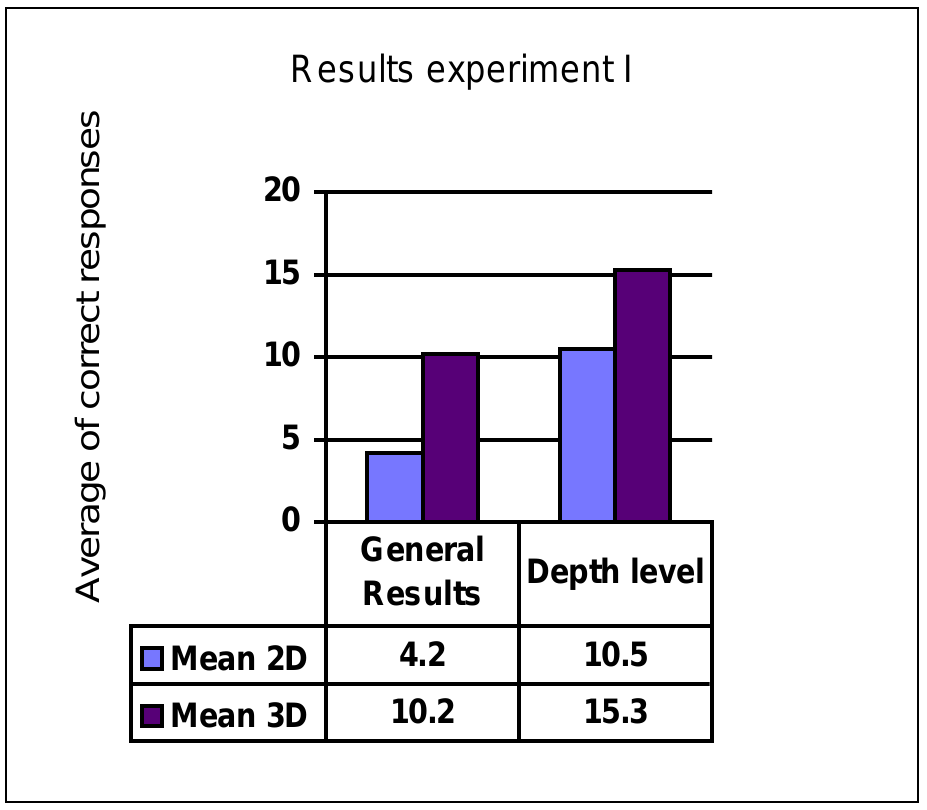 Results experiment I
Average of correct responses
20
15
10
5
0
General
Results
Depth level
Mean 2D 4.2 10.5
Mean 3D 10.2 15.3